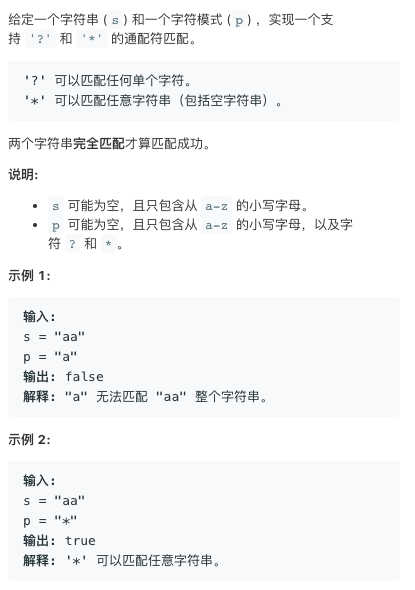 给定一个字符串 (s) 和一个字符模式 (p) ，实现一个支
持 '?' 和 '*' 的通配符匹配。
'?' 可以匹配任何单个字符。
'*' 可以匹配任意字符串（包括空字符串）。
两个字符串完全匹配才算匹配成功。
说明:
• s 可能为空，且只包含从 a-z 的小写字母。
• p 可能为空，且只包含从 a-z 的小写字母，以及字
符 ? 和 *。
示例 1:
输入:
s = "aa"
p = "a"
输出: false
解释: "a" 无法匹配 "aa" 整个字符串。
示例 2:
输入:
s = "aa"
p = "*"
输出: true
解释: '*' 可以匹配任意字符串。